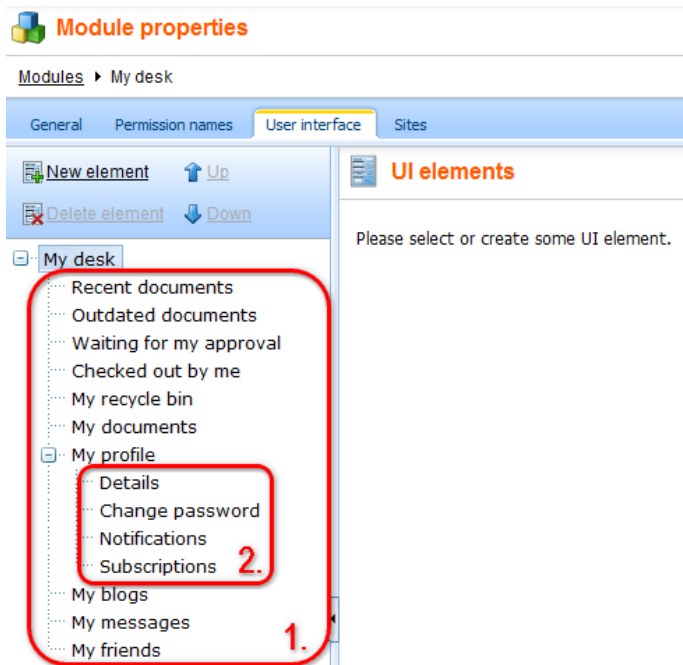 Module properties
Modules ▸ My desk
General Permission names User interface Sites
New element Up
Delete element Down
UI elements
Please select or create some UI element.
My desk
Recent documents
Outdated documents
Waiting for my approval
Checked out by me
My recycle bin
My documents
My profile
Details
Change password
Notifications
Subscriptions
2.
My blogs
My messages
My friends
1.